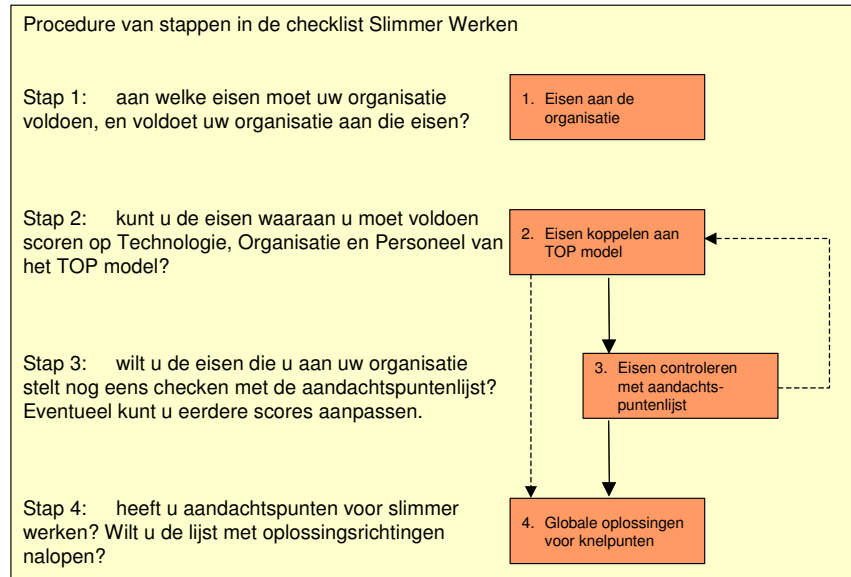 Procedure van stappen in de checklist Slimmer Werken
Stap 1: aan welke eisen moet uw organisatie
voldoen, en voldoet uw organisatie aan die eisen?
1. Eisen aan de
organisatie
Stap 2: kunt u de eisen waaraan u moet voldoen
scoren op Technologie, Organisatie en Personeel van
het TOP model?
2. Eisen koppelen aan
TOP model
Stap 3: wilt u de eisen die u aan uw organisatie
stelt nog eens checken met de aandachtspuntenlijst?
Eventueel kunt u eerdere scores aanpassen.
3. Eisen controleren
met aandachts-
puntenlijst
Stap 4: heeft u aandachtspunten voor slimmer
werken? Wilt u de lijst met oplossingsrichtingen
nalopen?
4. Globale oplossingen
voor knelpunten